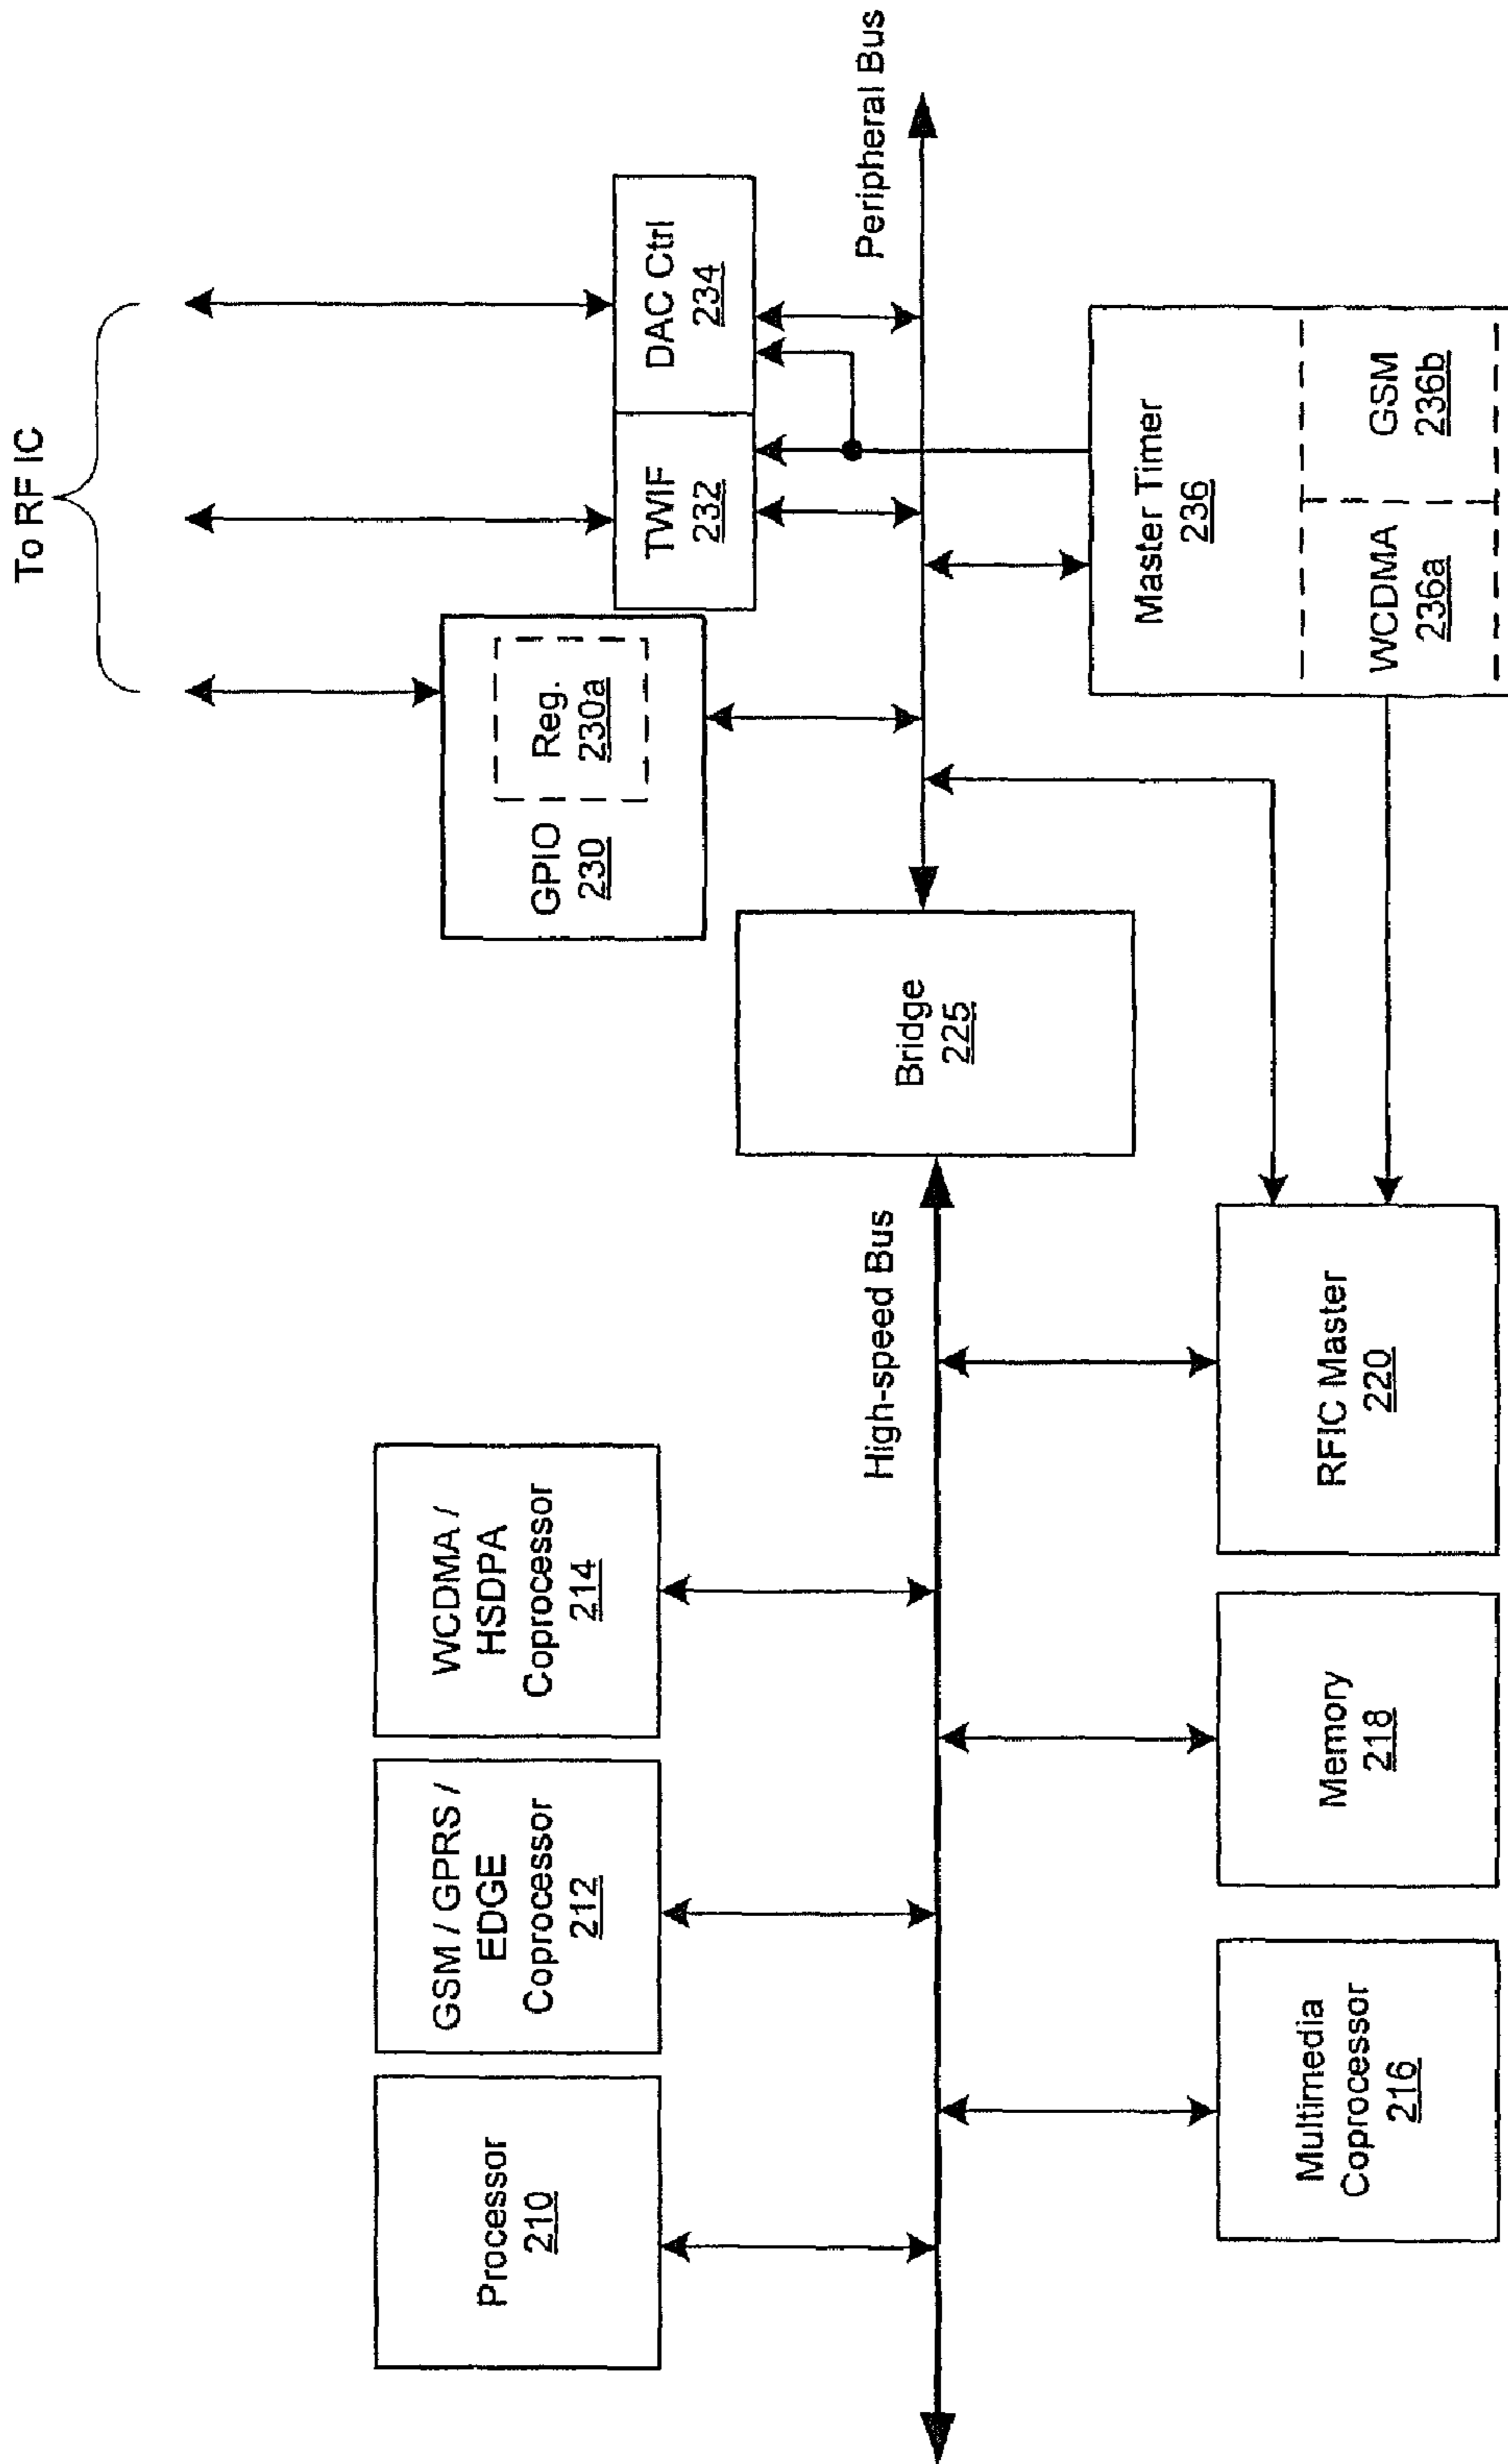 To RF IC
Processor
210
GSM / GPRS /
EDGE
Coprocessor
212
WCDMA /
HSDPA
Coprocessor
214
GPIO
230
Reg.
230a
TWIF
232
DAC Ctrl
234
High-speed Bus
Bridge
225
Peripheral Bus
Multimedia
Coprocessor
216
Memory
218
RFIC Master
220
Master Timer
236
WCDMA
236a
GSM
236b